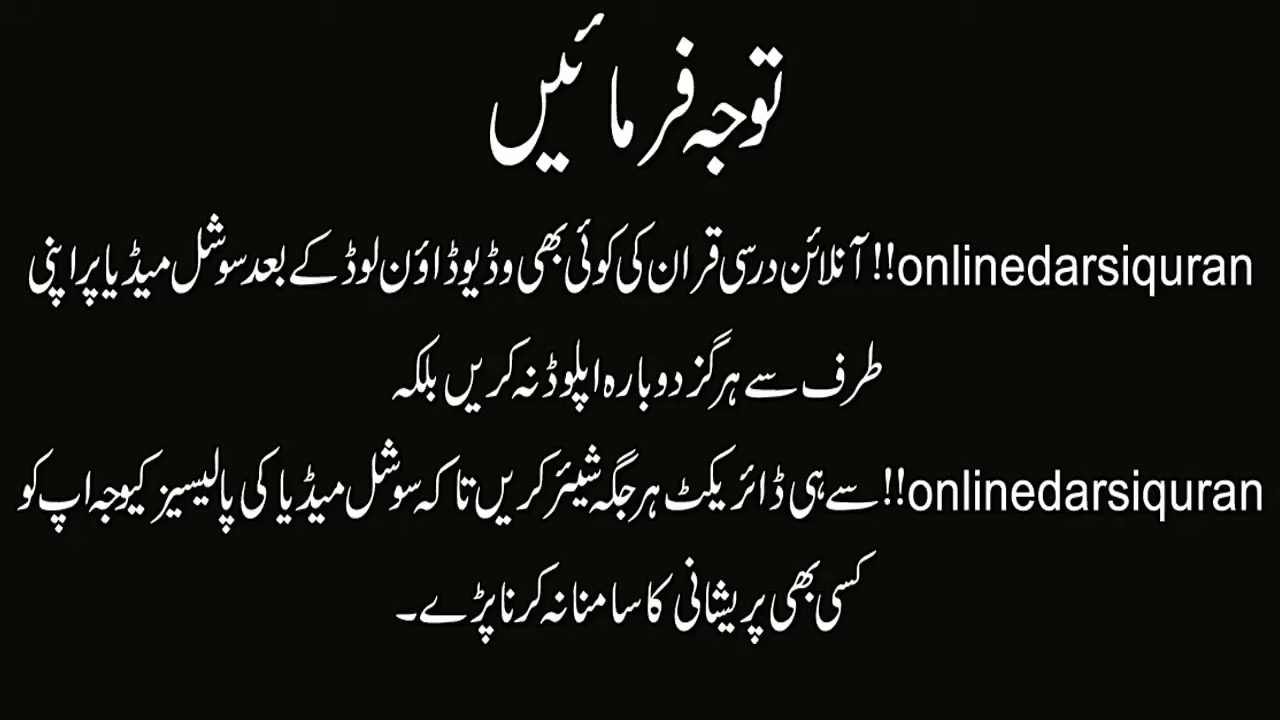 توجہ فرمائیں
onlinedarsiquran!! آنلائن درسی قران کی کوئی بھی وڈیو ڈاؤن لوڈ کے بعد سوشل میڈیا پر اپنی
طرف سے ہرگز دوبارہ اپلوڈ نہ کریں بلکہ
onlinedarsiquran!! سے ہی ڈائریکٹ ہر جگہ شیئر کریں تاکہ سوشل میڈیا کی پالیسیز کیوجہ اپ کو
کسی بھی پریشانی کا سامنا نہ کرنا پڑے۔